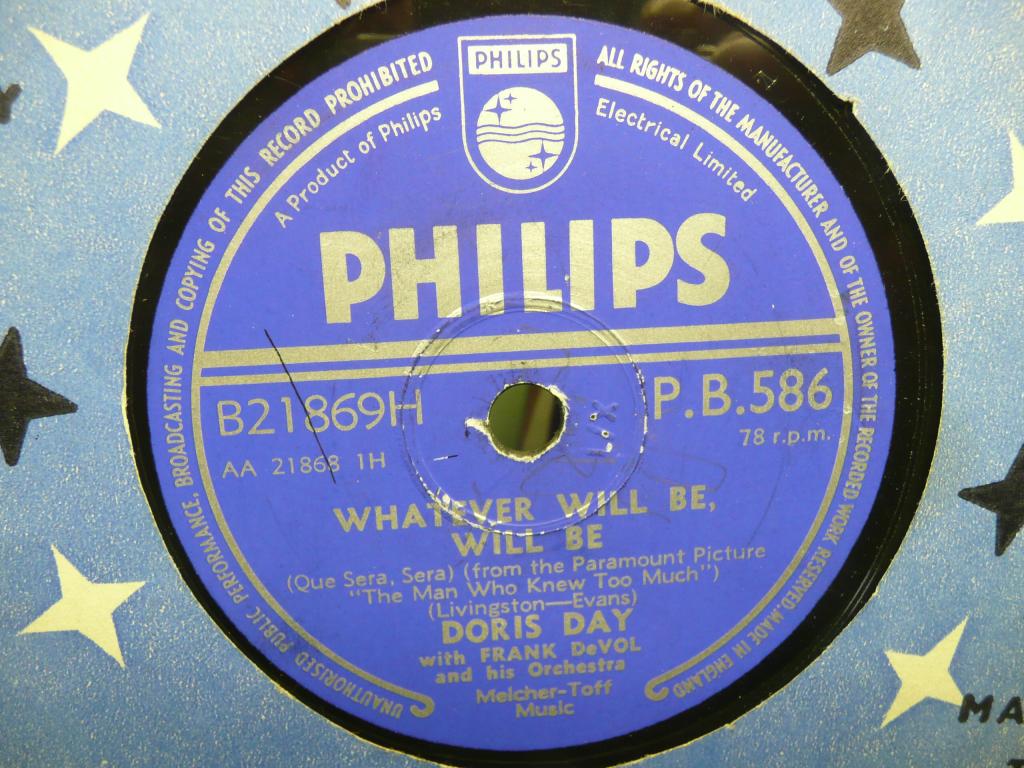 PHILIPS
UNAUTHORISED PUBLIC PERFORMANCE, BROADCASTING AND COPYING OF THIS RECORD PROHIBITED
ALL RIGHTS OF THE MANUFACTURER AND OF THE OWNER OF THE RECORDED WORK RESERVED. MADE IN ENGLAND
A Product of Philips
Electrical Limited
PHILIPS
B21869H
P.B.586
AA 21868 1H
78 r.p.m.
WHATEVER WILL BE,
WILL BE
(Que Sera, Sera) (from the Paramount Picture
"The Man Who Knew Too Much")
(Livingston—Evans)
DORIS DAY
with FRANK DeVOL
and his Orchestra
Melcher-Toff
Music
MA